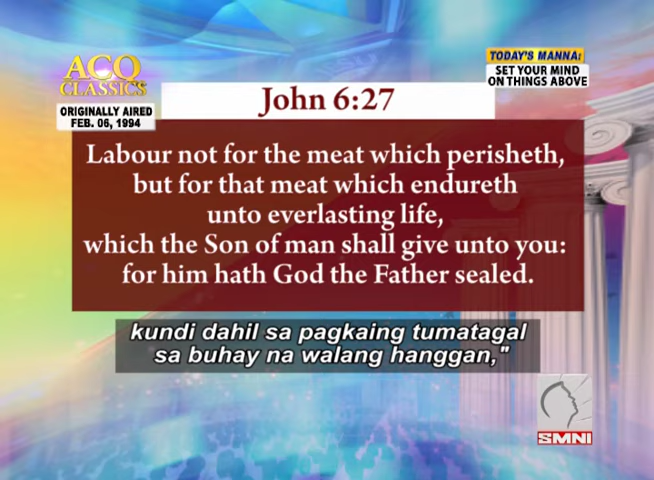 ACQ
CLASSICS
ORIGINALLY AIRED
FEB. 06, 1994
TODAY'S MANNA:
SET YOUR MIND
ON THINGS ABOVE
John 6:27
Labour not for the meat which perisheth,
but for that meat which endureth
unto everlasting life,
which the Son of man shall give unto you:
for him hath God the Father sealed.
kundi dahil sa pagkaing tumatagal
sa buhay na walang hanggan,"
SMNI